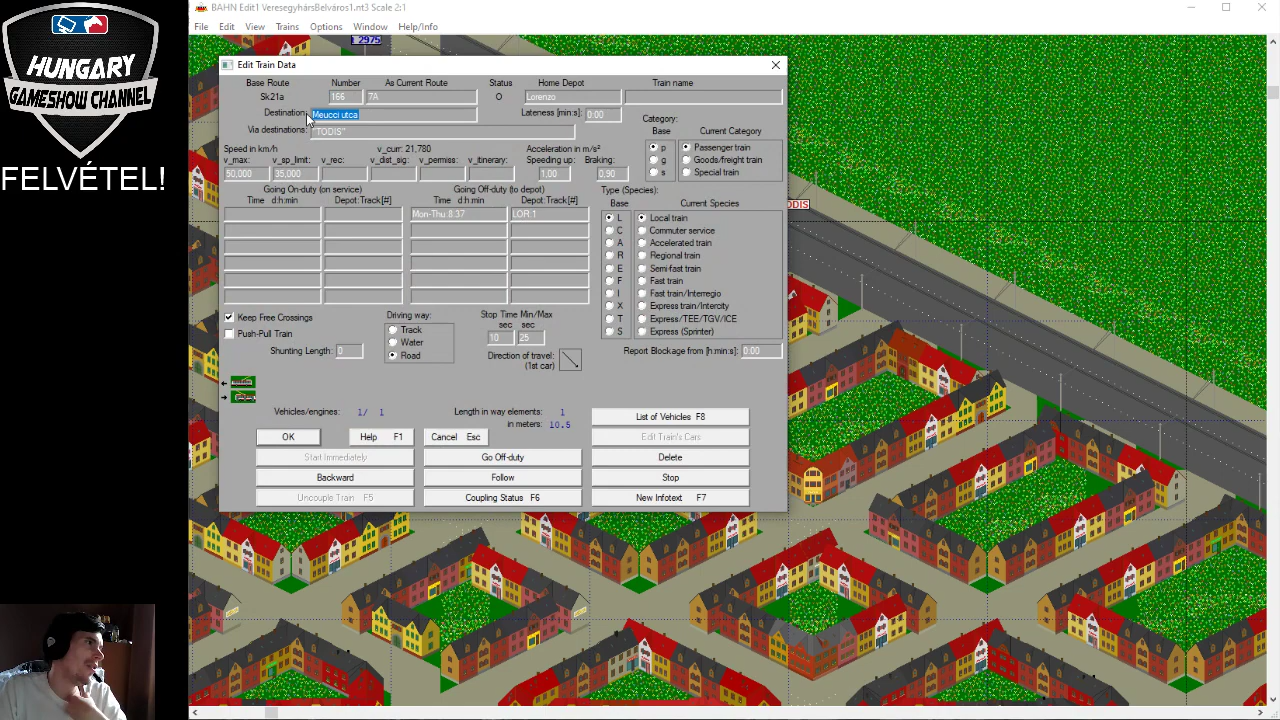 HUNGARY
GAMESHOW CHANNEL
FELVÉTEL!
BAHN Edit1 VeresegyhársBelváros1.nt3 Scale 2:1
File Edit View Trains Options Window Help/Info
2975
Edit Train Data
Base Route Number As Current Route Status Home Depot Train name
Sk21a 166 7A O Lorenzo
Destination: Meucci utca Lateness [min:s]: 0:00
Via destinations: "TODIS"
Category:
Base Current Category
p Passenger train
g Goods/freight train
s Special train
Speed in km/h v_curr: 21,780 Acceleration in m/s²
v_max: v_sp_limit: v_rec: v_dist_sig: v_permiss: v_itinerary: Speeding up: Braking:
50,000 35,000 1,00 0,90
Going On-duty (on service) Going Off-duty (to depot)
Time d:h:min Depot:Track[#] Time d:h:min Depot:Track[#]
Mon-Thu:8:37 LOR:1
Type (Species):
Base Current Species
L Local train
C Commuter service
A Accelerated train
R Regional train
E Semi-fast train
F Fast train
I Fast train/Interregio
X Express train/Intercity
T Express/TEE/TGV/ICE
S Express (Sprinter)
Keep Free Crossings
Push-Pull Train
Shunting Length: 0
Driving way:
Track
Water
Road
Stop Time Min/Max
sec sec
10 25
Direction of travel:
(1st car)
Report Blockage from [h:min:s]: 0:00
Vehicles/engines: 1/ 1
Length in way elements: 1
in meters: 10.5
List of Vehicles F8
OK Help F1 Cancel Esc Edit Train's Cars
Start Immediately Go Off-duty Delete
Backward Follow Stop
Uncouple Train F5 Coupling Status F6 New Infotext F7
ODIS